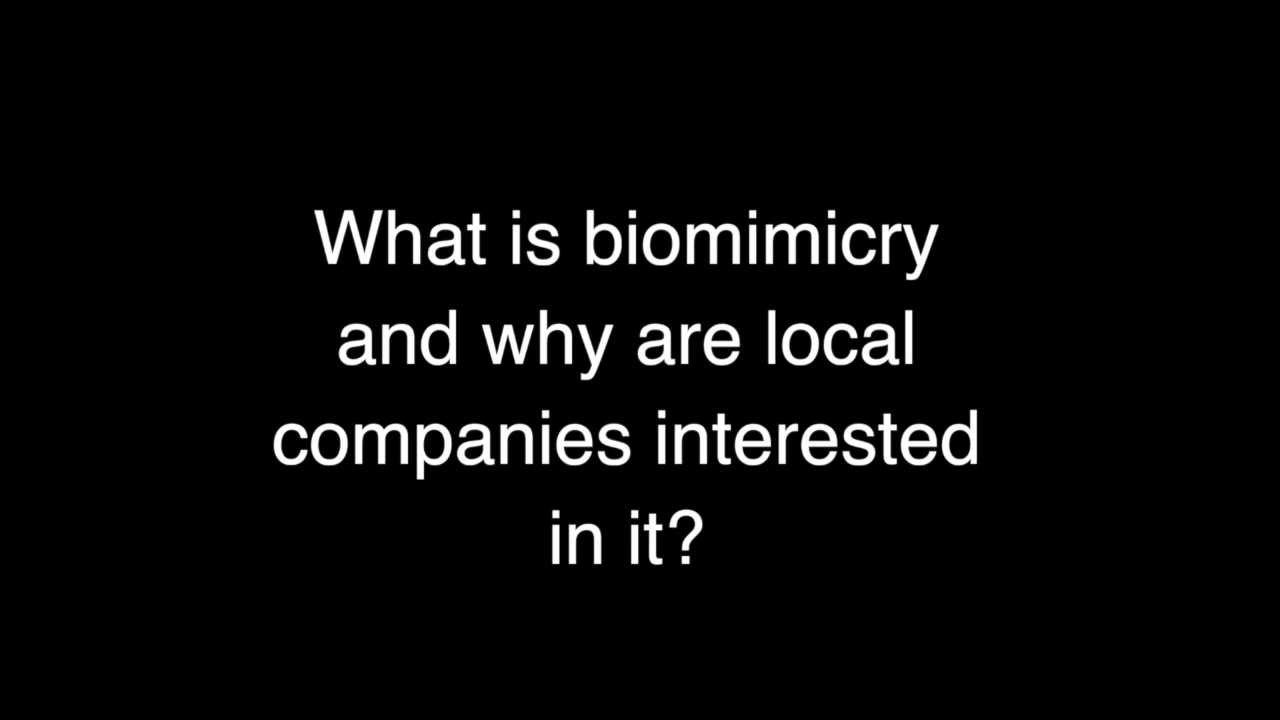 What is biomimicry
and why are local
companies interested
in it?